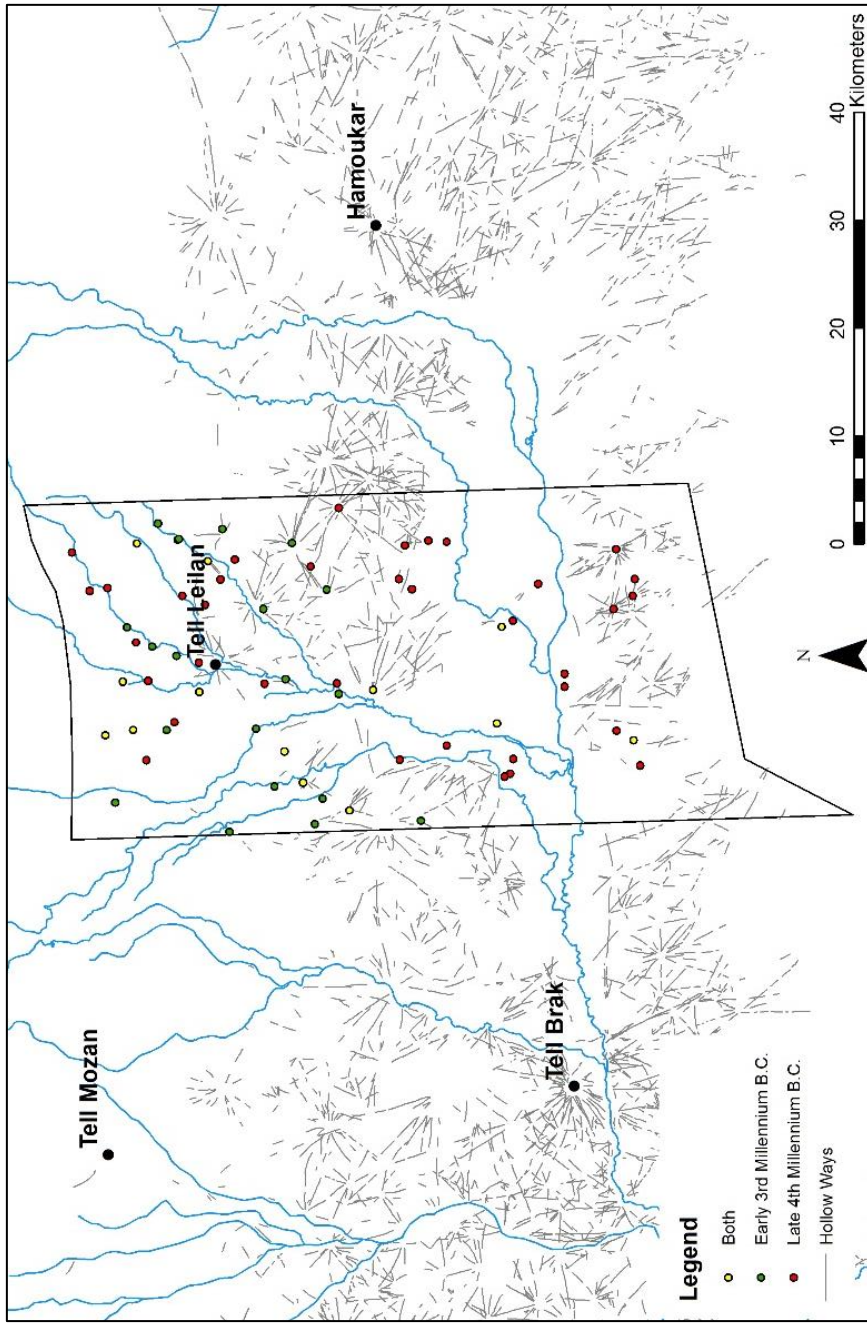 Tell Mozan
Tell Leilan
Hamoukar
Tell Brak
N
Legend
Both
Early 3rd Millennium B.C.
Late 4th Millennium B.C.
Hollow Ways
0
10
20
30
40
Kilometers